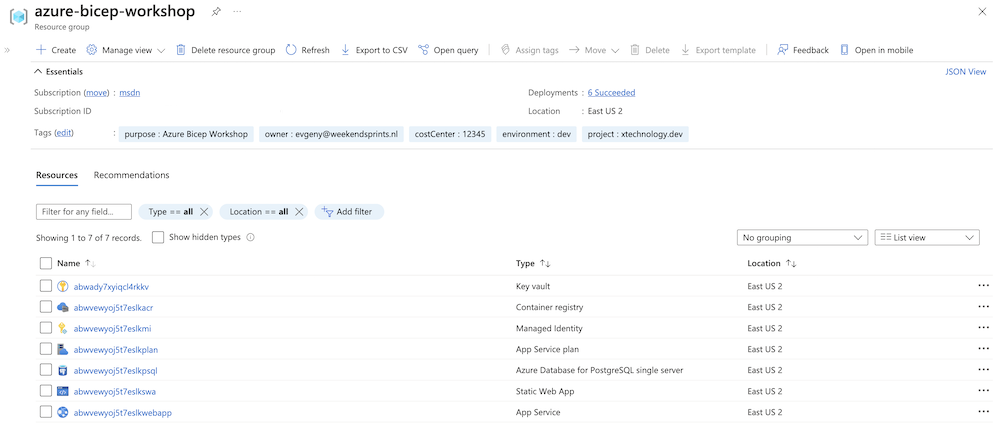 azure-bicep-workshop
Resource group
Create Manage view Delete resource group Refresh Export to CSV Open query Assign tags Move Delete Export template Feedback Open in mobile
Essentials JSON View
Subscription (move) : msdn Deployments : 6 Succeeded
Subscription ID Location : East US 2
Tags (edit) : purpose : Azure Bicep Workshop owner : evgeny@weekendsprints.nl costCenter : 12345 environment : dev project : xtechnology.dev
Resources Recommendations
Filter for any field... Type == all Location == all Add filter
Showing 1 to 7 of 7 records. Show hidden types No grouping List view
Name Type Location
abwady7xyiqcl4rkkv Key vault East US 2
abwvewyoj5t7eslkacr Container registry East US 2
abwvewyoj5t7eslkmi Managed Identity East US 2
abwvewyoj5t7eslkplan App Service plan East US 2
abwvewyoj5t7eslkpsql Azure Database for PostgreSQL single server East US 2
abwvewyoj5t7eslkswa Static Web App East US 2
abwvewyoj5t7eslkwebapp App Service East US 2